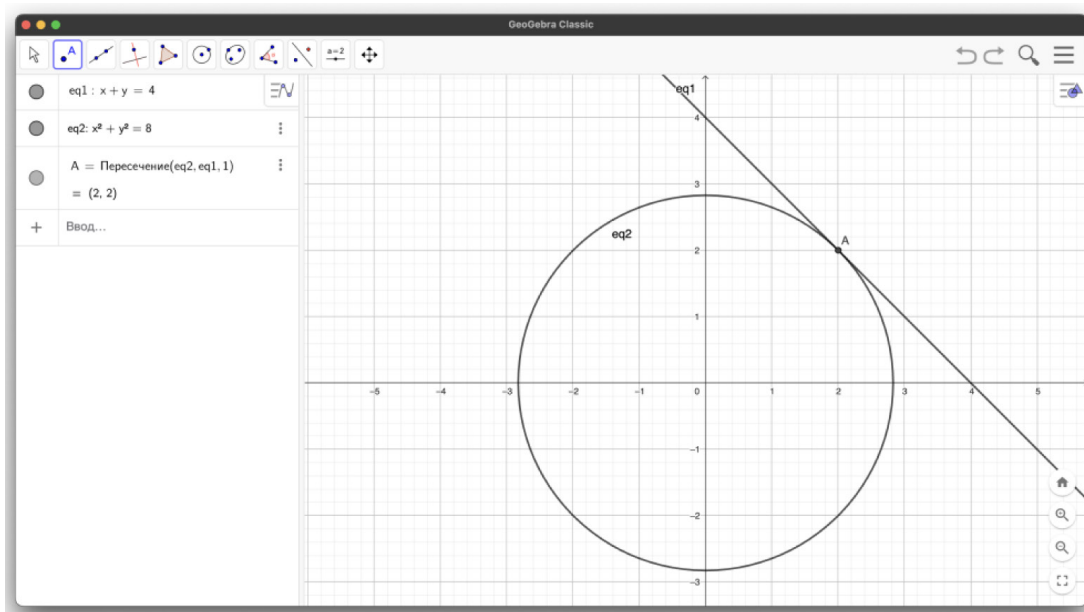 GeoGebra Classic
A
a=2
eq1 : x + y = 4
eq2: x² + y² = 8
A = Пересечение(eq2, eq1, 1)
= (2, 2)
+ Ввод...
eq1
4
3
eq2
A
2
1
−5 −4 −3 −2 −1 0 1 2 3 4 5
−1
−2
−3